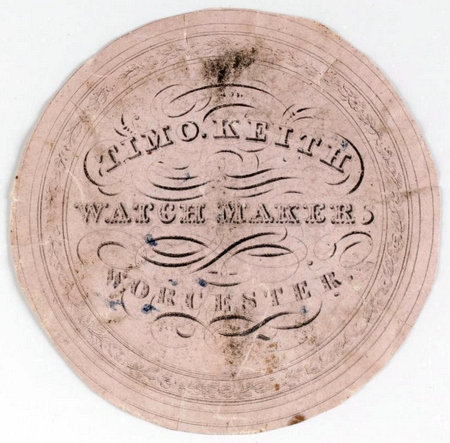 TIMO. KEITH
WATCH MAKER,
WORCESTER.